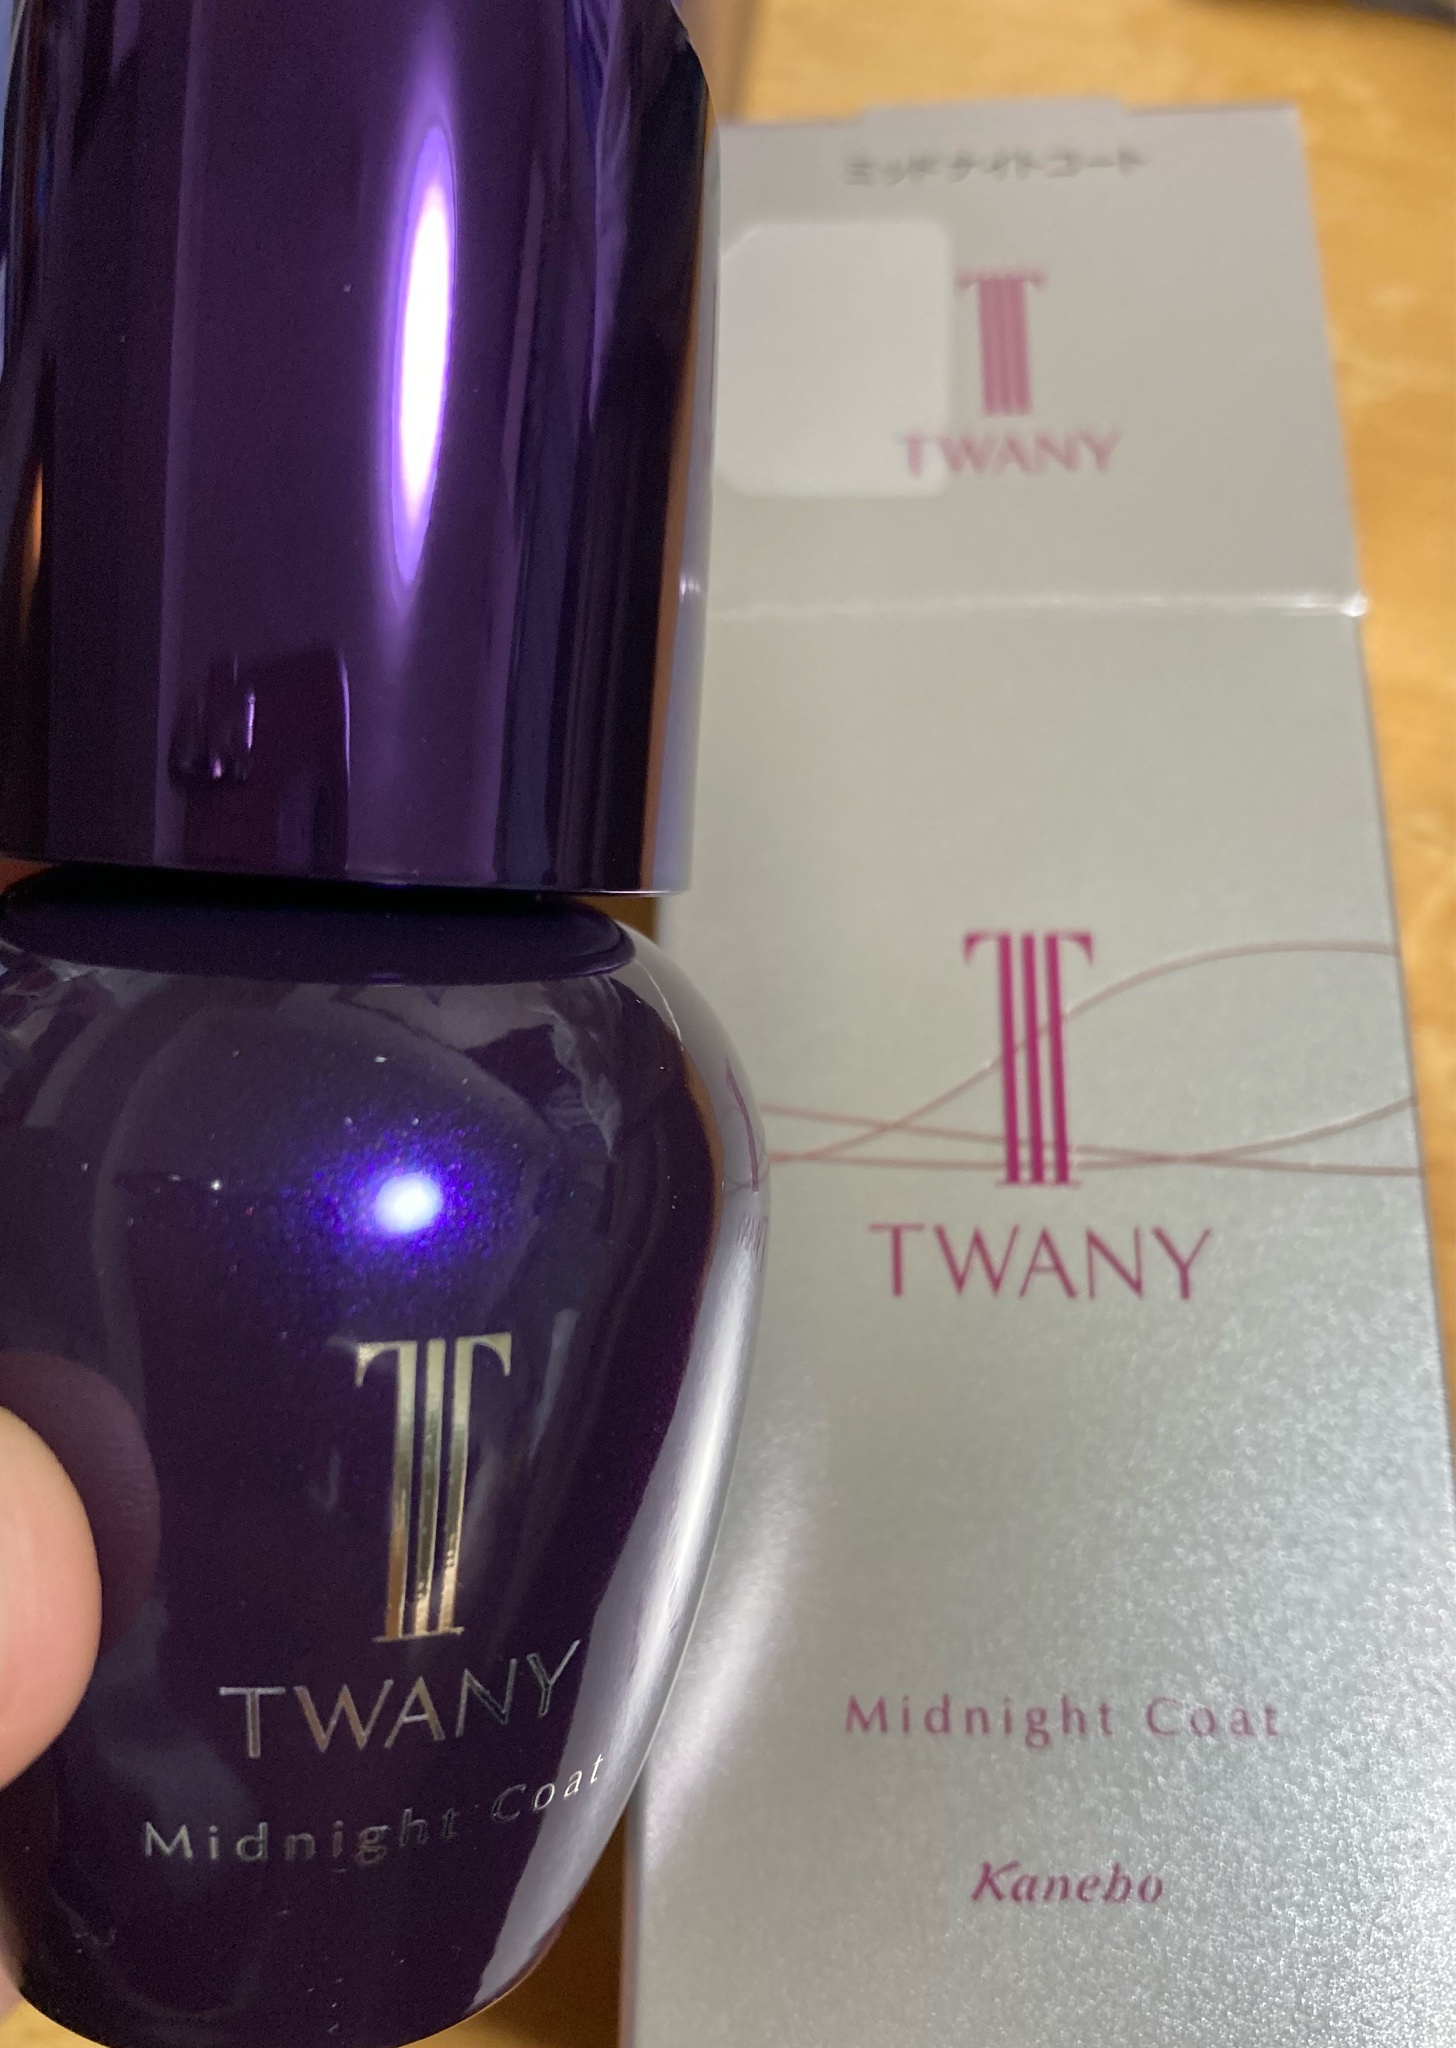 ミッドナイトコート
T
TWANY
T
TWANY
Midnight Coat
Kanebo
T
TWANY
Midnight Coat